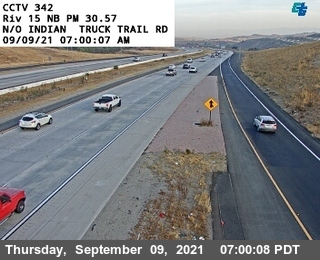 CCTV 342
Riv 15 NB PM 30.57
N/O INDIAN TRUCK TRAIL RD
09/09/21 07:00:07 AM
Thursday, September 09, 2021 07:00:08 PDT